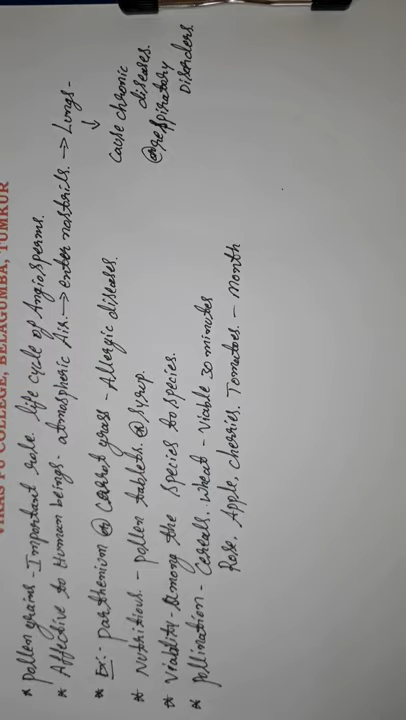 VIKAS PU COLLEGE, BELAGUMBA, TUMKUR
* Pollen grains - Important role. life cycle of Angiosperms.
* Affective to Human beings - atmospheric Air. → enter nostrils. → Lungs -
↓
cause chronic
diseases.
@ respiratory
Disorders.
* Ex:- Parthenium @ Carrot grass - Allergic diseases.
* Nutritious. - pollen tablets. @ Syrup.
* Viability - Among the species to species.
* Pollination - Cereals. wheat - viable 30 minutes
Rose, Apple, cherries, Tomatoes. - Month